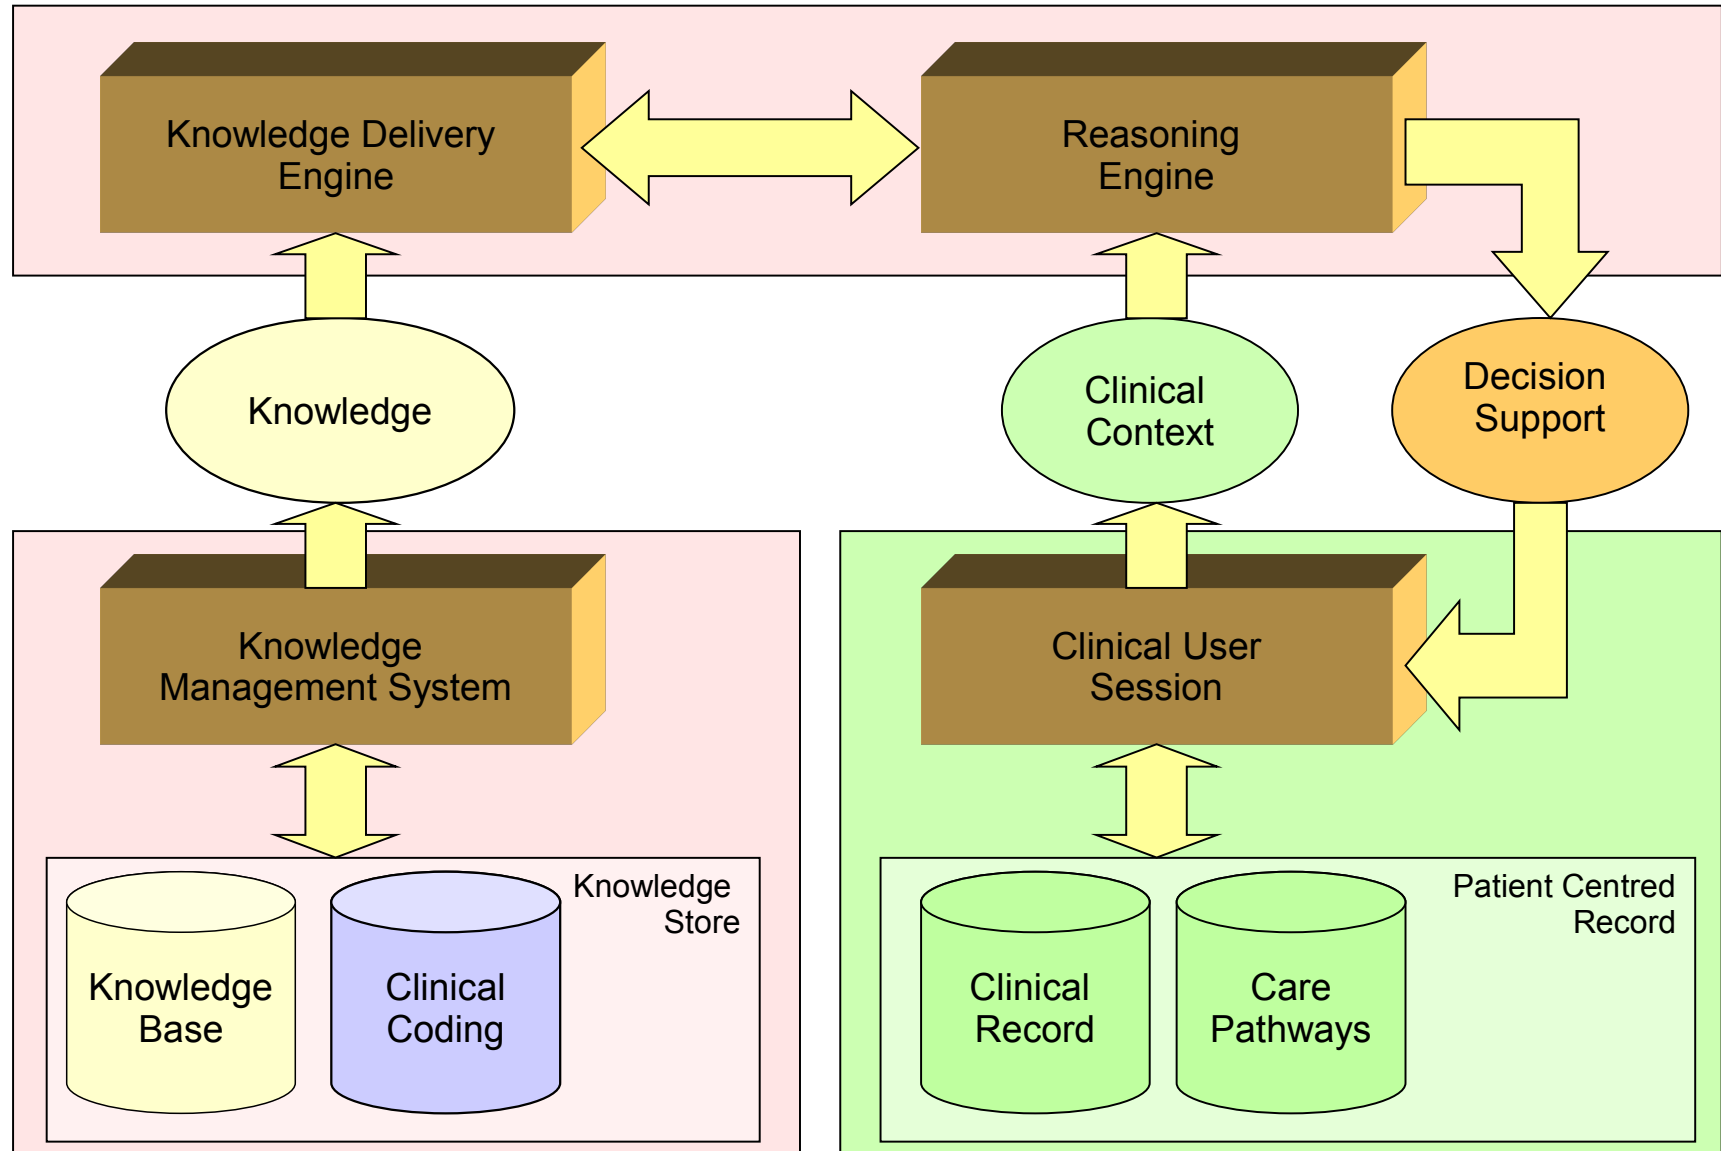 Knowledge Delivery
Engine
Reasoning
Engine
Knowledge
Clinical
Context
Decision
Support
Knowledge
Management System
Clinical User
Session
Knowledge
Store
Knowledge
Base
Clinical
Coding
Patient Centred
Record
Clinical
Record
Care
Pathways